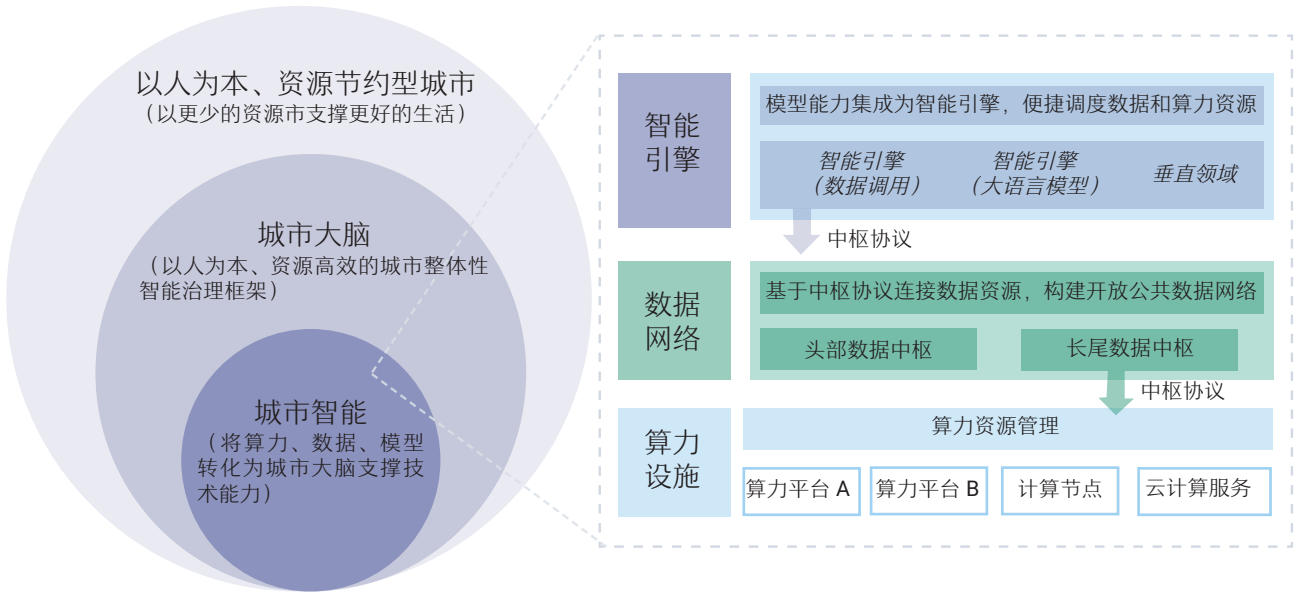 以人为本、资源节约型城市
（以更少的资源市支撑更好的生活）
城市大脑
（以人为本、资源高效的城市整体性
智能治理框架）
城市智能
（将算力、数据、模型
转化为城市大脑支撑技
术能力）
智能
引擎
模型能力集成为智能引擎，便捷调度数据和算力资源
智能引擎
（数据调用）
智能引擎
（大语言模型）
垂直领域
中枢协议
数据
网络
基于中枢协议连接数据资源，构建开放公共数据网络
头部数据中枢
长尾数据中枢
中枢协议
算力
设施
算力资源管理
算力平台 A
算力平台 B
计算节点
云计算服务